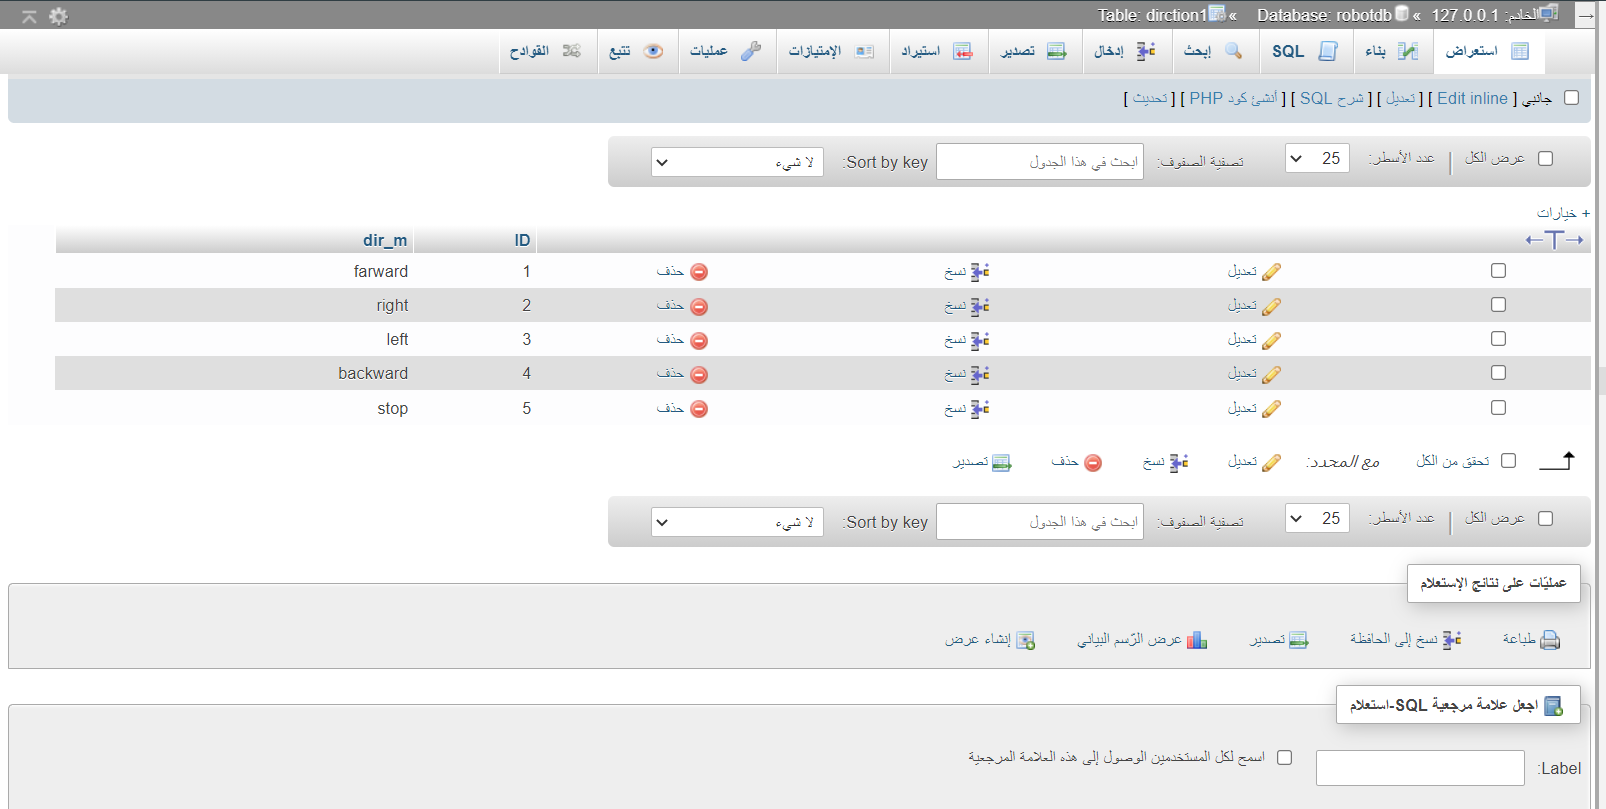 الخادم: 127.0.0.1 » Database: robotdb » Table: dirction1
استعراض بناء SQL إبحث إدخال تصدير استيراد الإمتيازات عمليات تتبع القوادح
جانبي [ Edit inline ] [ تعديل ] [ شرح SQL ] [ أنشئ كود PHP ] [ تحديث ]
عرض الكل عدد الأسطر: 25 تصفية الصفوف: ابحث في هذا الجدول Sort by key: لا شيء
+ خيارات
ID dir_m
تعديل نسخ حذف 1 farward
تعديل نسخ حذف 2 right
تعديل نسخ حذف 3 left
تعديل نسخ حذف 4 backward
تعديل نسخ حذف 5 stop
تحقق من الكل مع المحدد: تعديل نسخ حذف تصدير
عرض الكل عدد الأسطر: 25 تصفية الصفوف: ابحث في هذا الجدول Sort by key: لا شيء
عمليّات على نتائج الإستعلام
طباعة نسخ إلى الحافظة تصدير عرض الرّسم البياني إنشاء عرض
اجعل علامة مرجعية SQL-استعلام
Label: اسمح لكل المستخدمين الوصول إلى هذه العلامة المرجعية